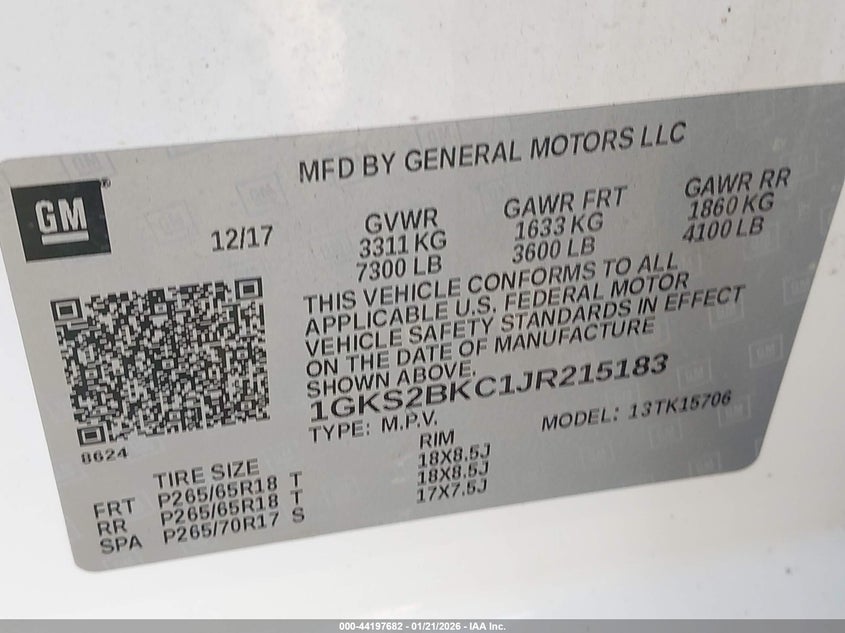 MFD BY GENERAL MOTORS LLC
GM®
12/17
GVWR
3311 KG
7300 LB
GAWR FRT
1633 KG
3600 LB
GAWR RR
1860 KG
4100 LB
THIS VEHICLE CONFORMS TO ALL
APPLICABLE U.S. FEDERAL MOTOR
VEHICLE SAFETY STANDARDS IN EFFECT
ON THE DATE OF MANUFACTURE
SHOWN ABOVE.
1GKS2BKC1JR215183
TYPE: M.P.V.
MODEL: 13TK15706
8624
TIRE SIZE RIM
FRT P265/65R18 T 18X8.5J
RR P265/65R18 T 18X8.5J
SPA P265/70R17 S 17X7.5J
000-44197682 - 01/21/2026 - IAA Inc.